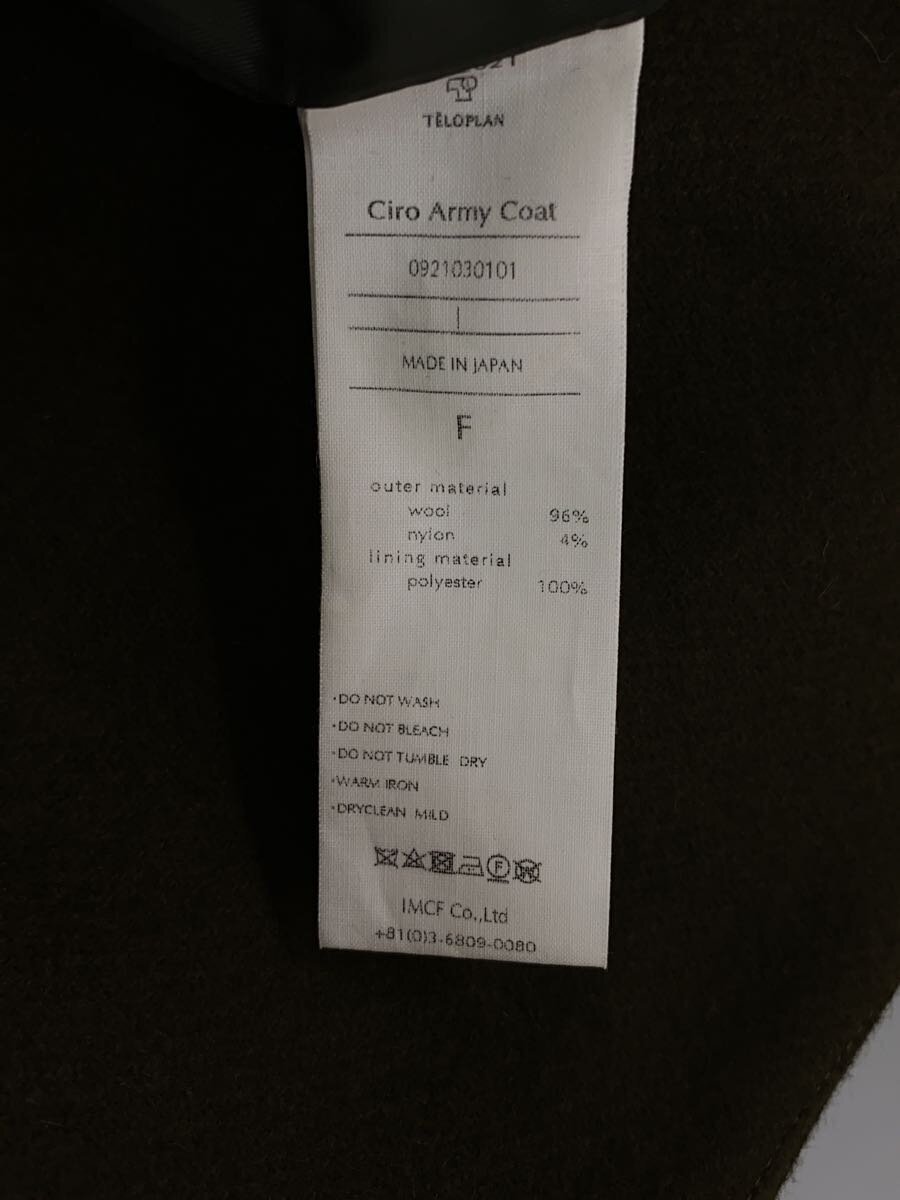 TĒLOPLAN
Ciro Army Coat
0921030101
MADE IN JAPAN
F
outer material
wool 96%
nylon 4%
lining material
polyester 100%
·DO NOT WASH
·DO NOT BLEACH
·DO NOT TUMBLE DRY
·WARM IRON
·DRYCLEAN MILD
F
IMCF Co.,Ltd
+81(0)3-6809-0080